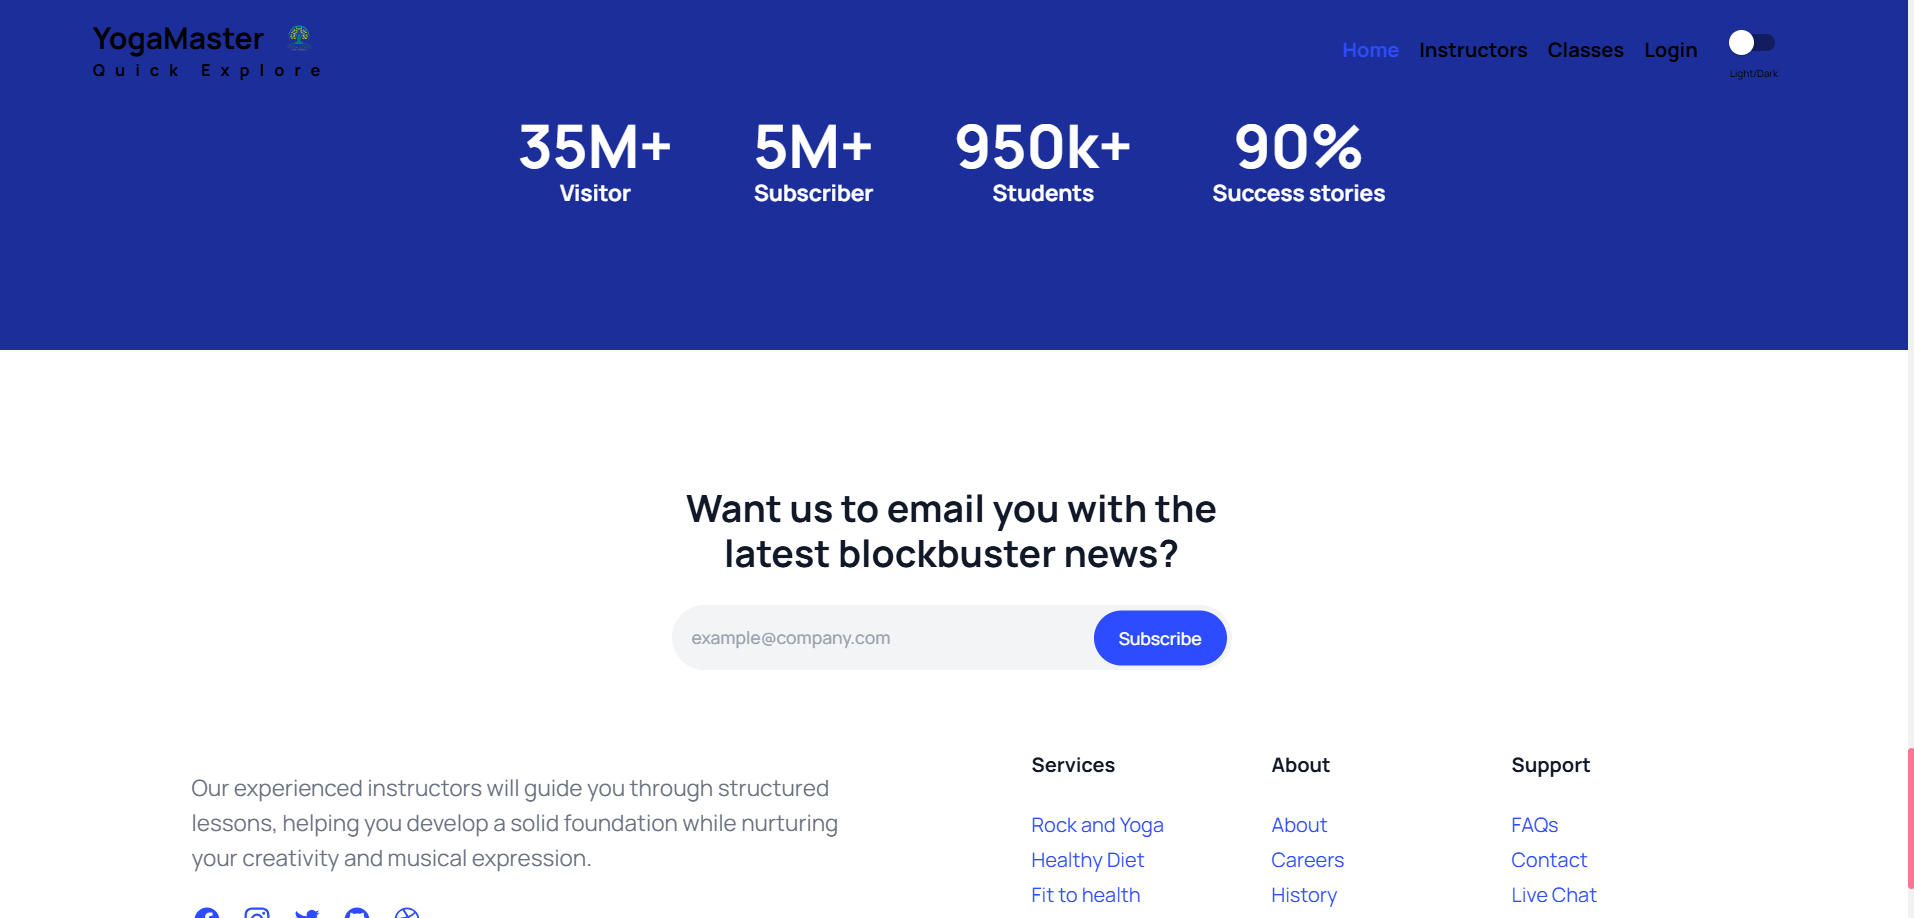 YogaMaster
Quick Explore
Home Instructors Classes Login
Light/Dark
35M+ 5M+ 950k+ 90%
Visitor Subscriber Students Success stories
Want us to email you with the
latest blockbuster news?
example@company.com Subscribe
Our experienced instructors will guide you through structured
lessons, helping you develop a solid foundation while nurturing
your creativity and musical expression.
Services
Rock and Yoga
Healthy Diet
Fit to health
About
About
Careers
History
Support
FAQs
Contact
Live Chat